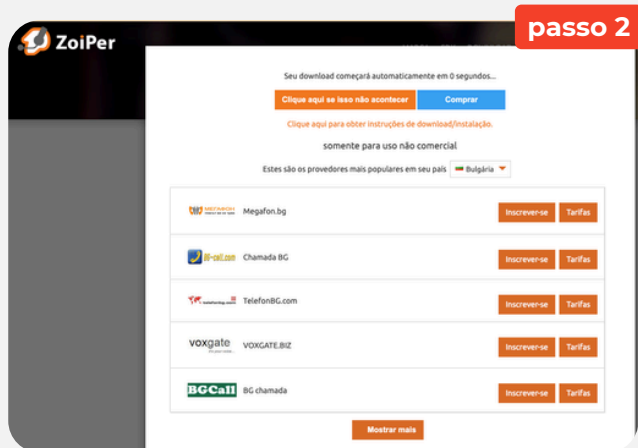 passo 2
ZoiPer
Seu download começará automaticamente em 0 segundos...
Clique aqui se isso não acontecer Comprar
Clique aqui para obter instruções de download/instalação.
somente para uso não comercial
Estes são os provedores mais populares em seu país Bulgária
Megafon.bg Inscrever-se Tarifas
BG-call.com Chamada BG Inscrever-se Tarifas
TelefonBG.com Inscrever-se Tarifas
voxgate VOXGATE.BIZ Inscrever-se Tarifas
BGCall BG chamada Inscrever-se Tarifas
Mostrar mais